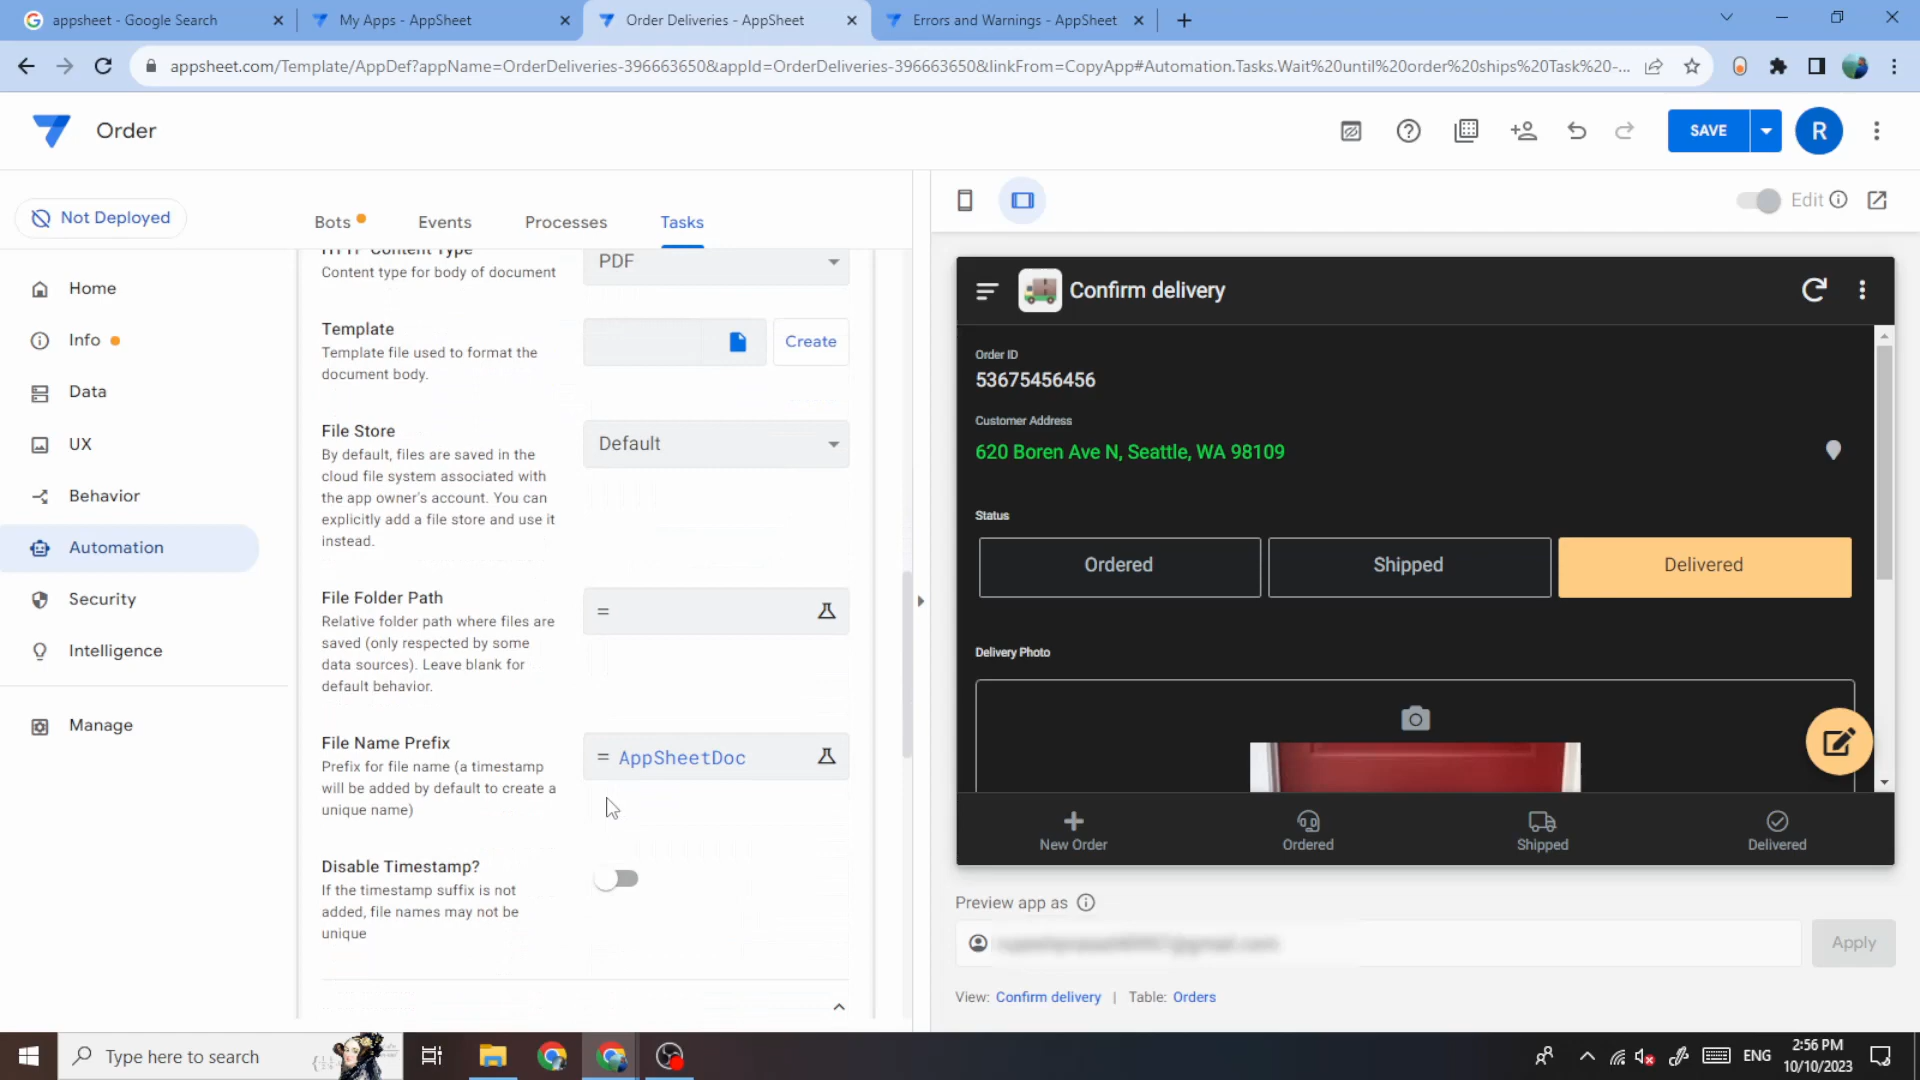 appsheet - Google Search
My Apps - AppSheet
Order Deliveries - AppSheet
Errors and Warnings - AppSheet
appsheet.com/Template/AppDef?appName=OrderDeliveries-396663650&appId=OrderDeliveries-396663650&linkFrom=CopyApp#Automation.Tasks.Wait%20until%20order%20ships%20Task%20-...
Order
SAVE
R
Not Deployed
Bots
Events
Processes
Tasks
Edit
Home
Info
Data
UX
Behavior
Automation
Security
Intelligence
Manage
HTTP Content Type
Content type for body of document
PDF
Template
Template file used to format the
document body.
Create
File Store
By default, files are saved in the
cloud file system associated with
the app owner's account. You can
explicitly add a file store and use it
instead.
Default
File Folder Path
Relative folder path where files are
saved (only respected by some
data sources). Leave blank for
default behavior.
=
File Name Prefix
Prefix for file name (a timestamp
will be added by default to create a
unique name)
= AppSheetDoc
Disable Timestamp?
If the timestamp suffix is not
added, file names may not be
unique
Confirm delivery
Order ID
53675456456
Customer Address
620 Boren Ave N, Seattle, WA 98109
Status
Ordered
Shipped
Delivered
Delivery Photo
New Order
Ordered
Shipped
Delivered
Preview app as
Apply
View: Confirm delivery | Table: Orders
Type here to search
ENG
2:56 PM
10/10/2023